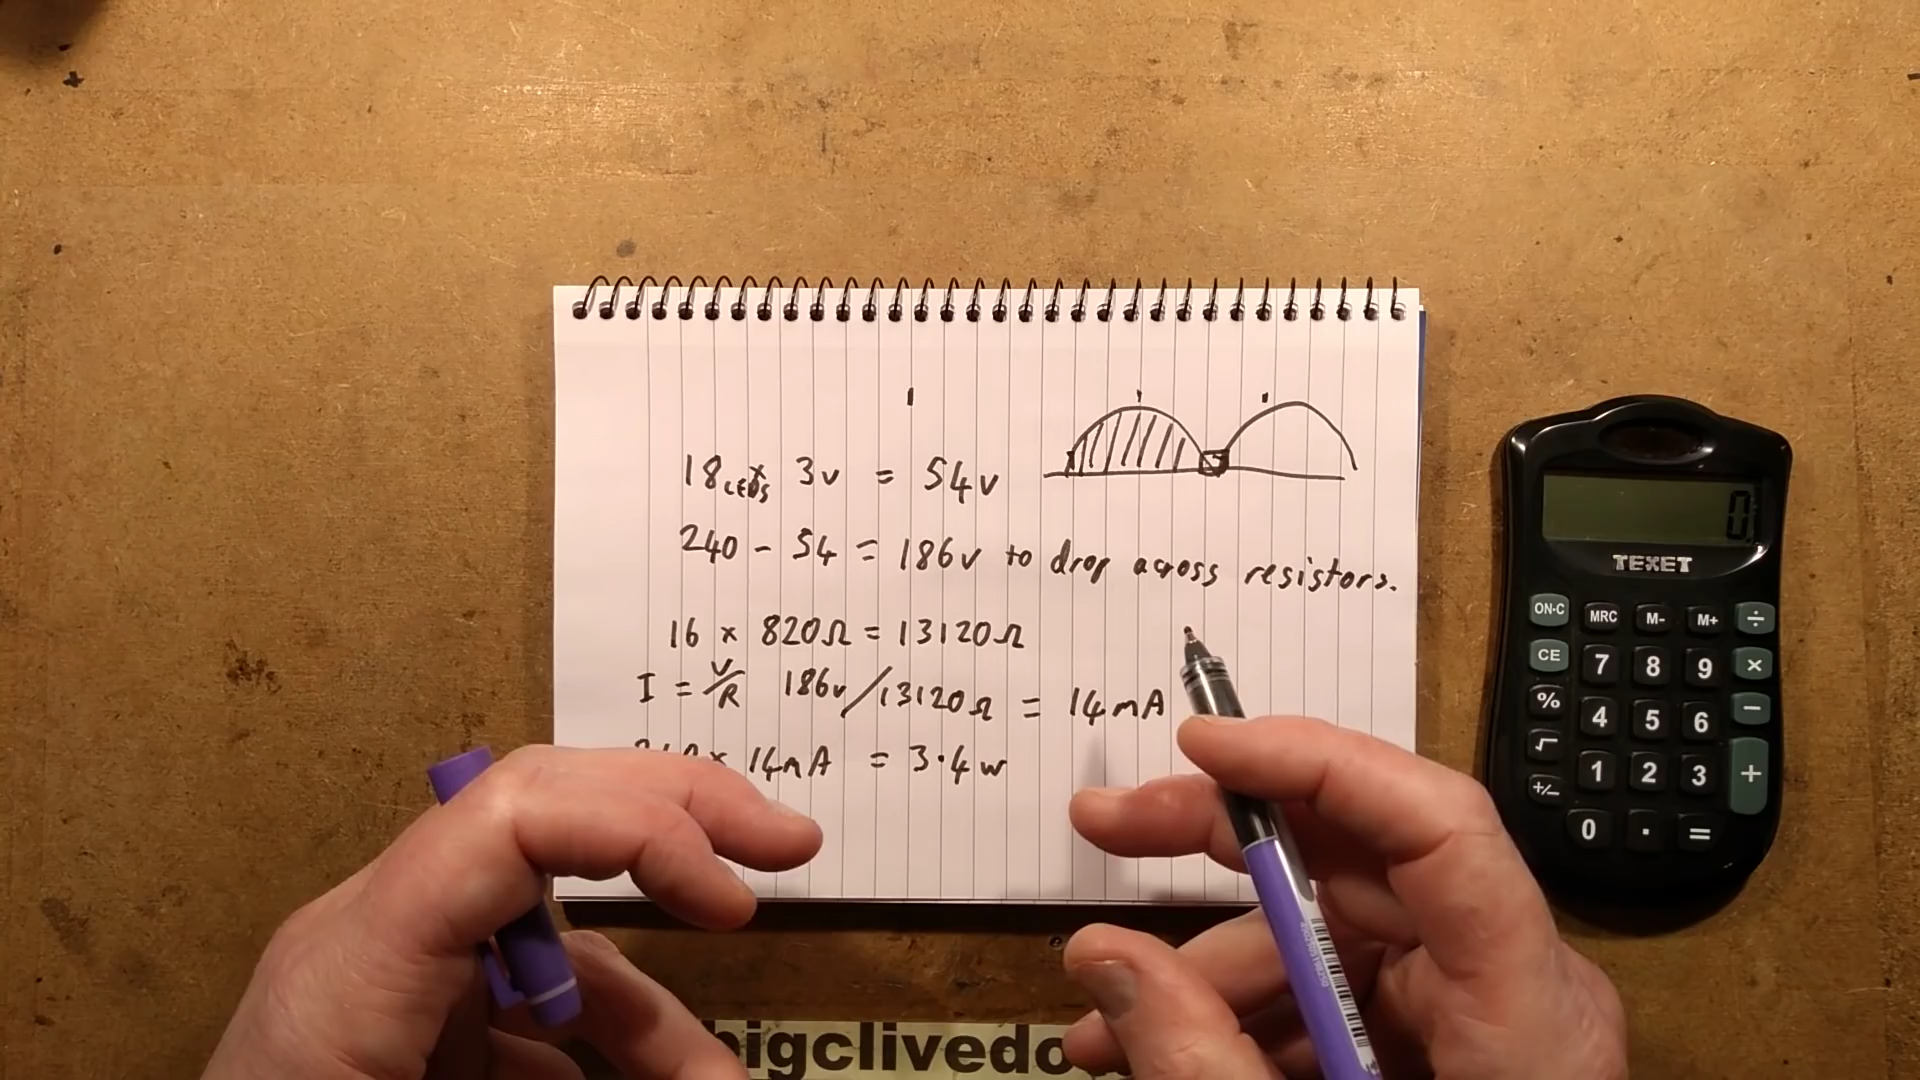 18 LEDs x 3v = 54v
240 - 54 = 186v to drop across resistors.
16 x 820Ω = 13120Ω
I = V/R 186v/13120Ω = 14mA
x 14mA = 3.4w
0
TEXET
ON·C MRC M- M+ ÷
CE 7 8 9 ×
% 4 5 6 −
√ 1 2 3 +
+/− 0 . =
bigclivedo